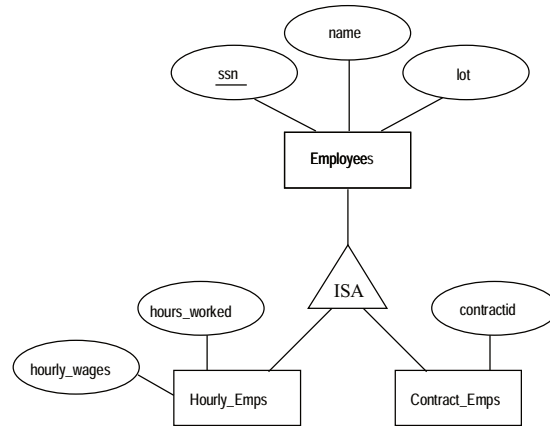 name
ssn
lot
Employees
ISA
hours_worked
contractid
hourly_wages
Hourly_Emps
Contract_Emps